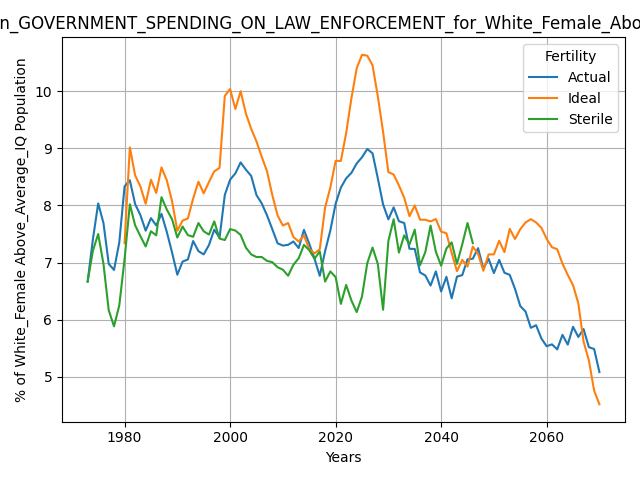 n_GOVERNMENT_SPENDING_ON_LAW_ENFORCEMENT_for_White_Female_Abo
% of White_Female Above_Average_IQ Population
10
9
8
7
6
5
Fertility
Actual
Ideal
Sterile
1980 2000 2020 2040 2060
Years